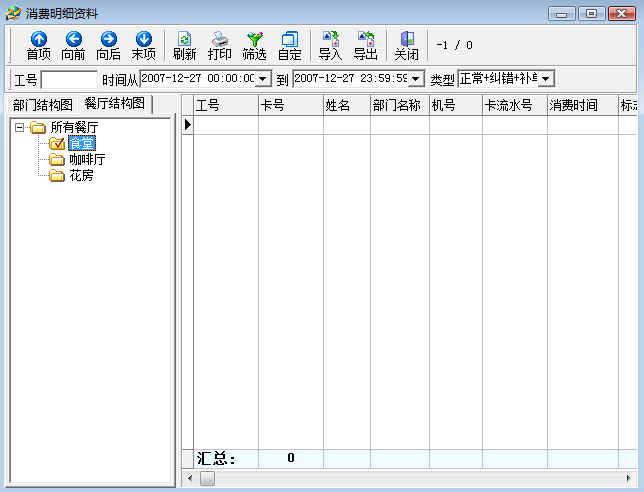 消费明细资料
首项 向前 向后 末项 刷新 打印 筛选 自定 导入 导出 关闭 -1 / 0
工号 时间从 2007-12-27 00:00:00 到 2007-12-27 23:59:59 类型 正常+纠错+补
部门结构图 餐厅结构图
工号 卡号 姓名 部门名称 机号 卡流水号 消费时间 标
所有餐厅
食堂
咖啡厅
花房
汇总: 0